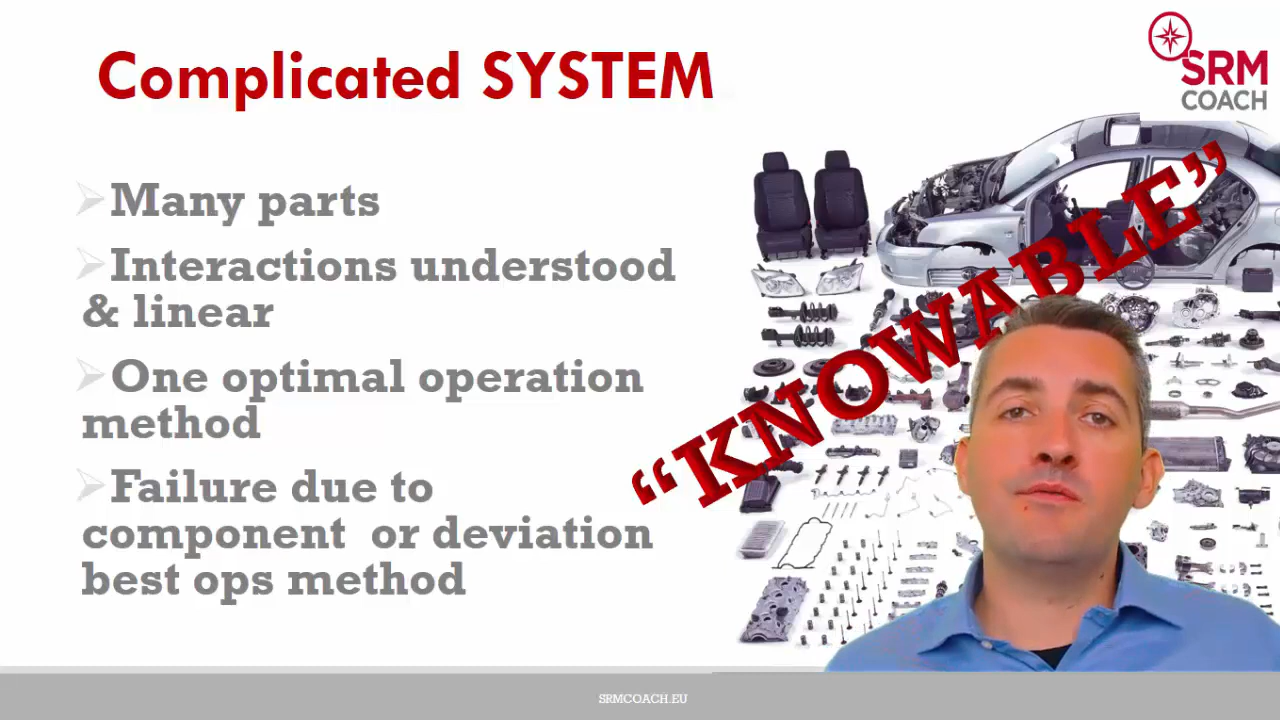 Complicated SYSTEM
SRM
COACH
Many parts
Interactions understood
& linear
One optimal operation
method
Failure due to
component or deviation
best ops method
“KNOWABLE”
SRMCOACH.EU